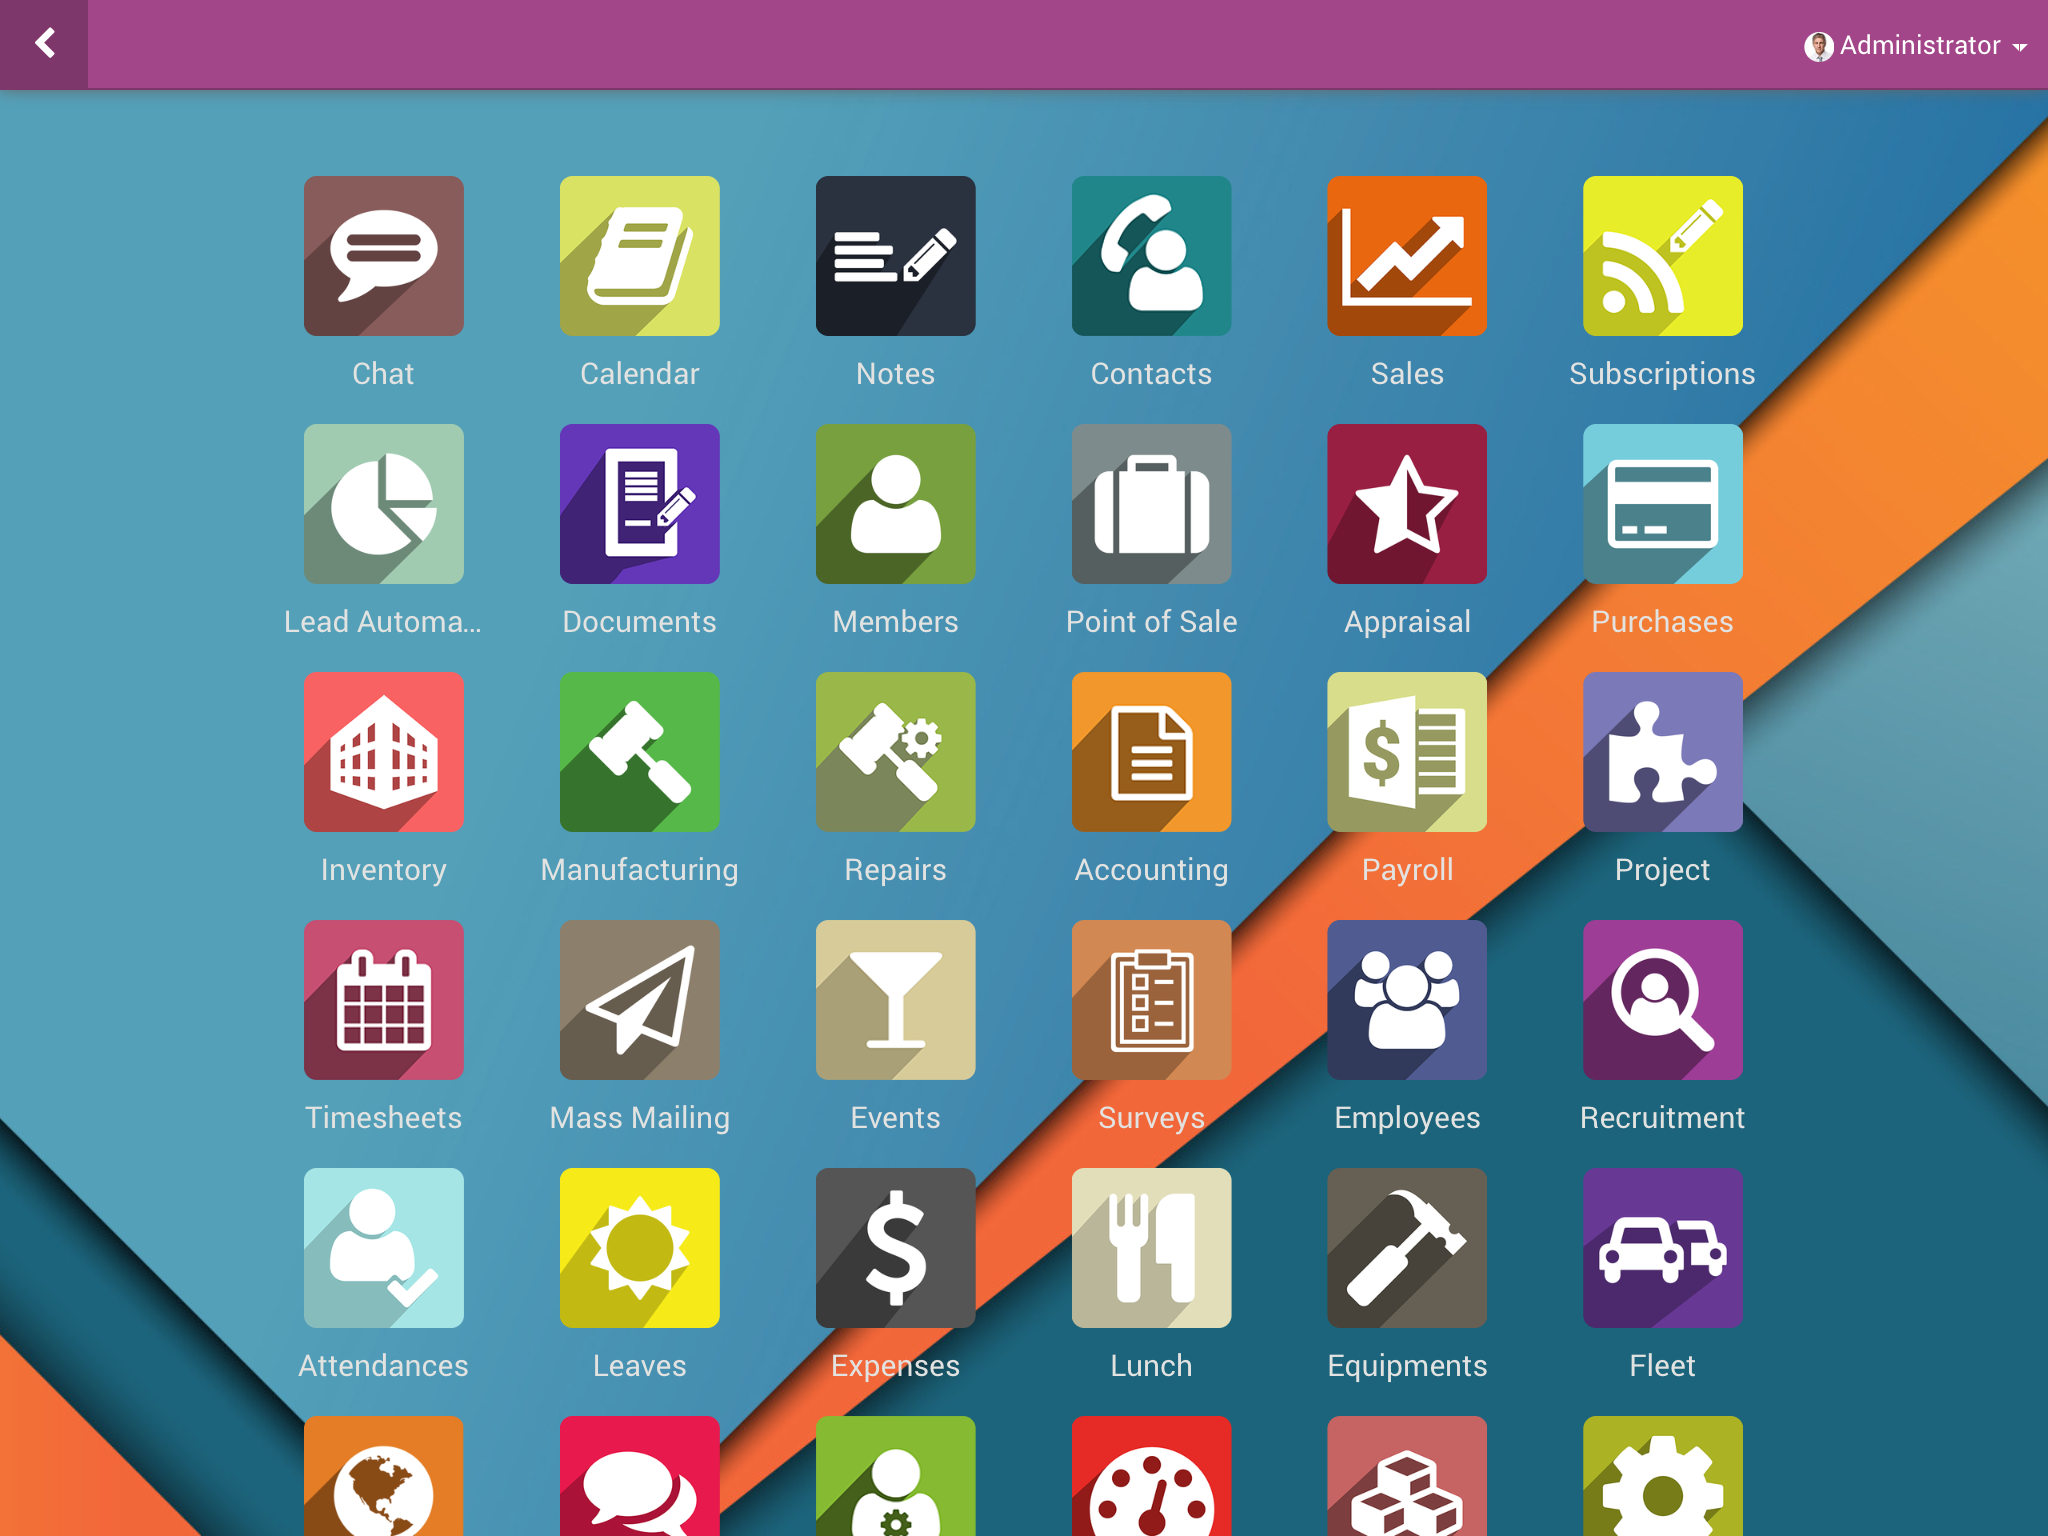 Administrator
Chat
Calendar
Notes
Contacts
Sales
Subscriptions
Lead Automa...
Documents
Members
Point of Sale
Appraisal
Purchases
Inventory
Manufacturing
Repairs
Accounting
Payroll
Project
Timesheets
Mass Mailing
Events
Surveys
Employees
Recruitment
Attendances
Leaves
Expenses
Lunch
Equipments
Fleet